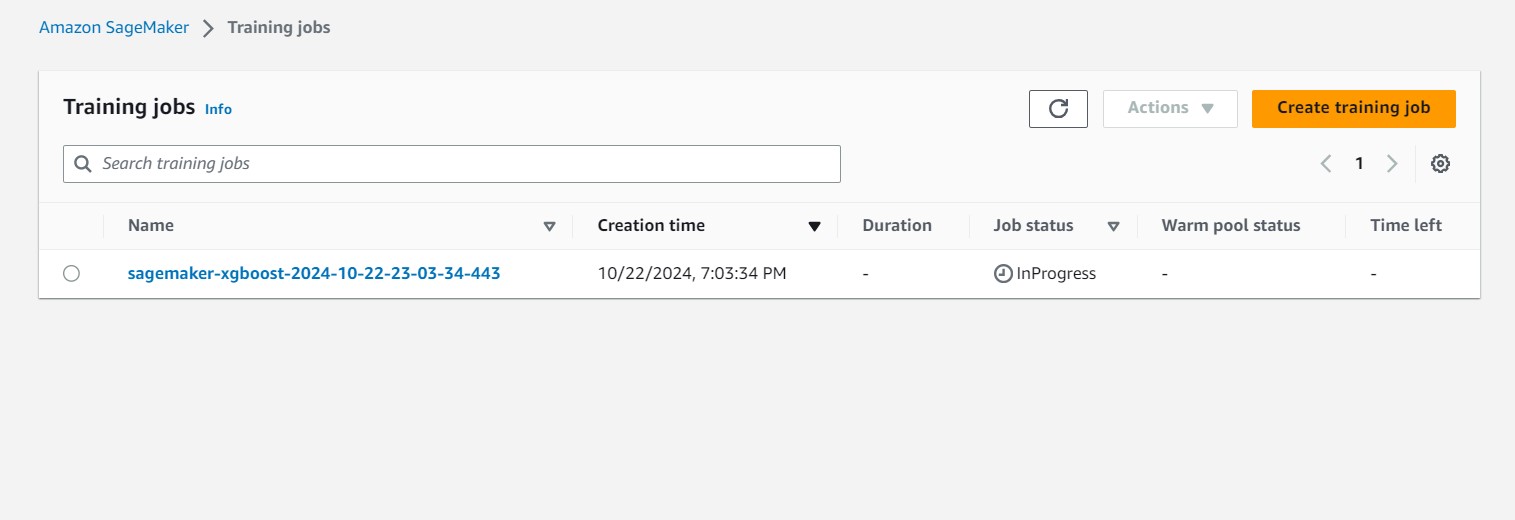 Amazon SageMaker > Training jobs
Training jobs Info
Actions Create training job
Search training jobs
1
Name Creation time Duration Job status Warm pool status Time left
sagemaker-xgboost-2024-10-22-23-03-34-443 10/22/2024, 7:03:34 PM - InProgress - -